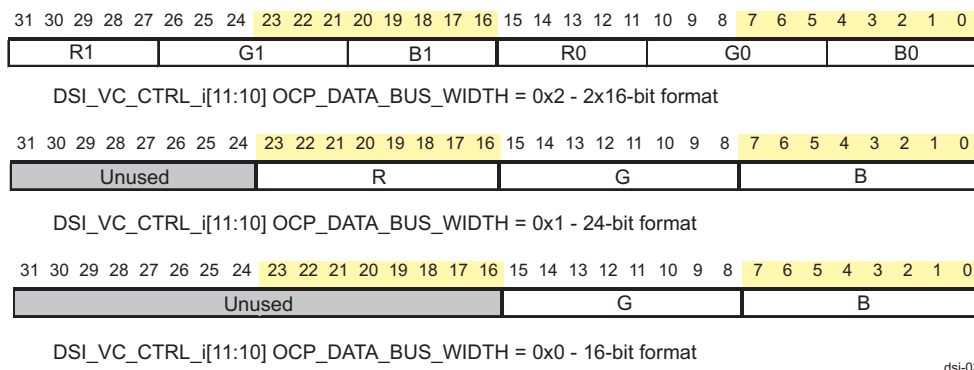 31 30 29 28 27 26 25 24 23 22 21 20 19 18 17 16 15 14 13 12 11 10 9 8 7 6 5 4 3 2 1 0
R1 G1 B1 R0 G0 B0
DSI_VC_CTRL_i[11:10] OCP_DATA_BUS_WIDTH = 0x2 - 2x16-bit format
31 30 29 28 27 26 25 24 23 22 21 20 19 18 17 16 15 14 13 12 11 10 9 8 7 6 5 4 3 2 1 0
Unused R G B
DSI_VC_CTRL_i[11:10] OCP_DATA_BUS_WIDTH = 0x1 - 24-bit format
31 30 29 28 27 26 25 24 23 22 21 20 19 18 17 16 15 14 13 12 11 10 9 8 7 6 5 4 3 2 1 0
Unused G B
DSI_VC_CTRL_i[11:10] OCP_DATA_BUS_WIDTH = 0x0 - 16-bit format